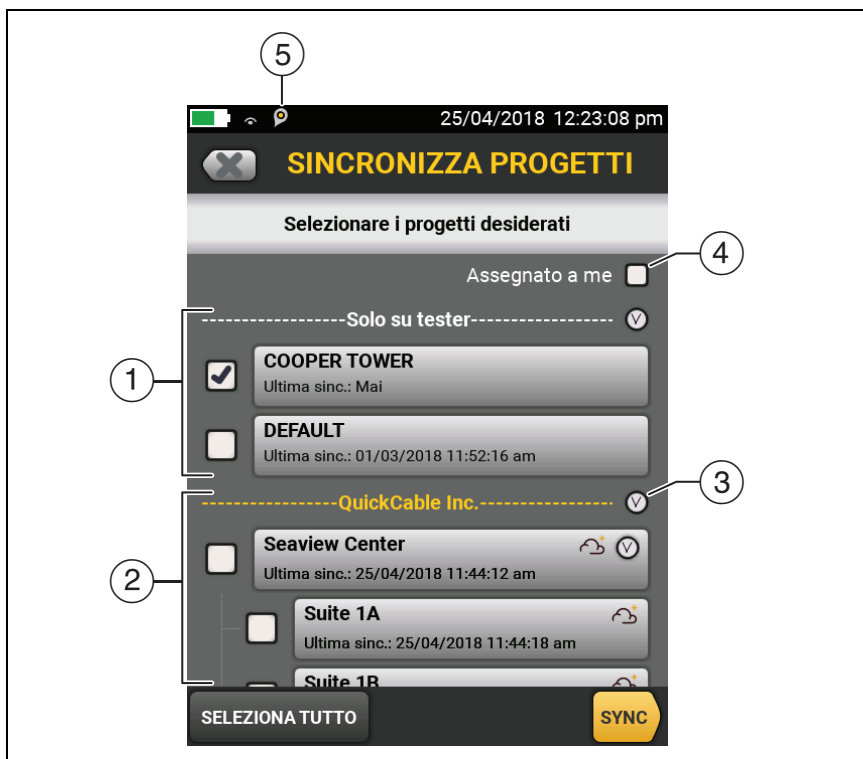 5
25/04/2018 12:23:08 pm
SINCRONIZZA PROGETTI
Selezionare i progetti desiderati
Assegnato a me
4
Solo su tester
1
COOPER TOWER
Ultima sinc.: Mai
DEFAULT
Ultima sinc.: 01/03/2018 11:52:16 am
3
QuickCable Inc.
2
Seaview Center
Ultima sinc.: 25/04/2018 11:44:12 am
Suite 1A
Ultima sinc.: 25/04/2018 11:44:18 am
Suite 1B
SELEZIONA TUTTO
SYNC